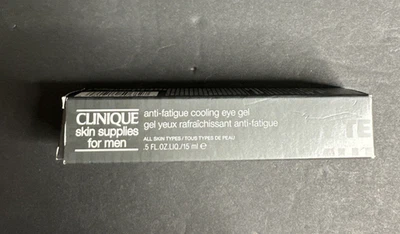 CLINIQUE
skin supplies
for men
anti-fatigue cooling eye gel
gel yeux rafraîchissant anti-fatigue
ALL SKIN TYPES / TOUS TYPES DE PEAU
.5 FL.OZ.LIQ./15 ml ℮